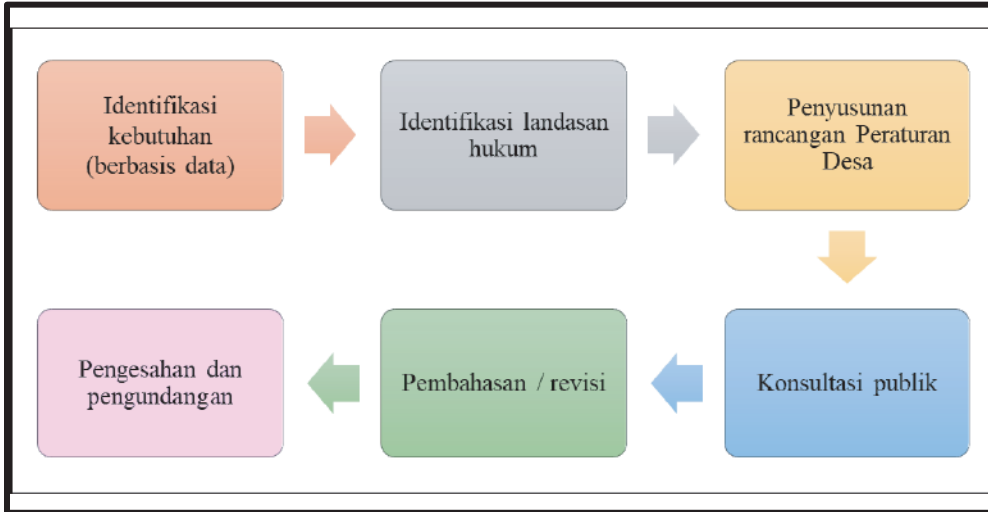 Identifikasi
kebutuhan
(berbasis data)
Identifikasi landasan
hukum
Penyusunan
rancangan Peraturan
Desa
Konsultasi publik
Pembahasan / revisi
Pengesahan dan
pengundangan